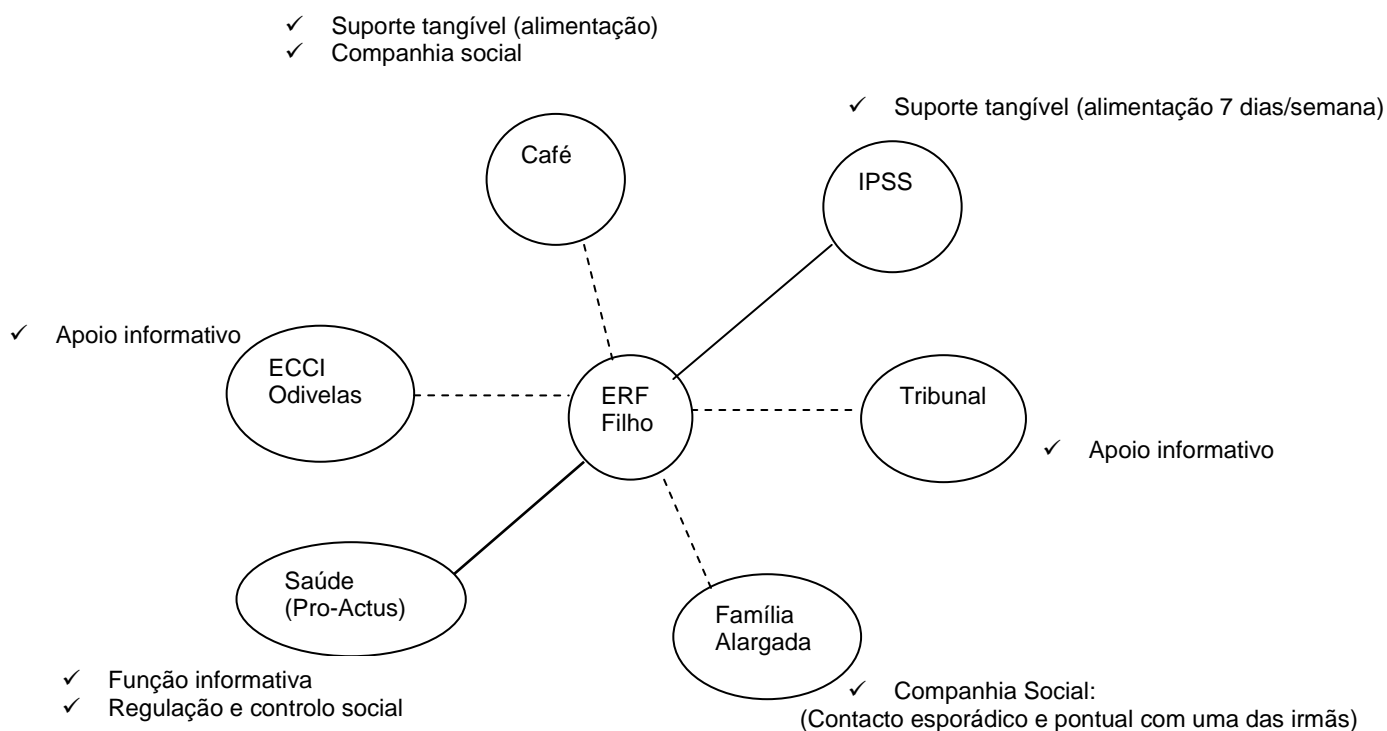 ✓ Suporte tangível (alimentação)
✓ Companhia social
✓ Suporte tangível (alimentação 7 dias/semana)
Café
IPSS
✓ Apoio informativo
ECCI
Odivelas
ERF
Filho
Tribunal
✓ Apoio informativo
Saúde
(Pro-Actus)
Família
Alargada
✓ Função informativa
✓ Regulação e controlo social
✓ Companhia Social:
(Contacto esporádico e pontual com uma das irmãs)